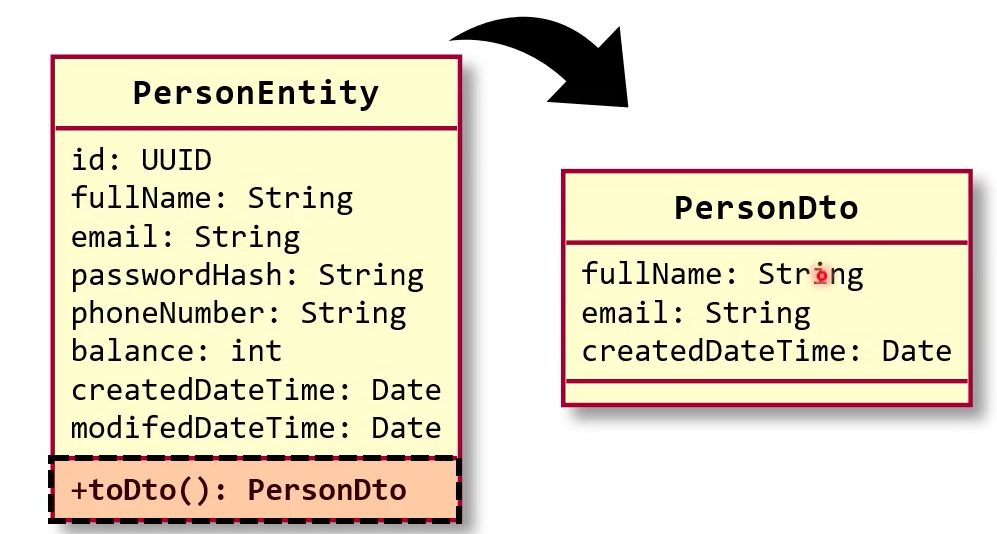 PersonEntity
id: UUID
fullName: String
email: String
passwordHash: String
phoneNumber: String
balance: int
createdDateTime: Date
modifedDateTime: Date
+toDto(): PersonDto
PersonDto
fullName: String
email: String
createdDateTime: Date